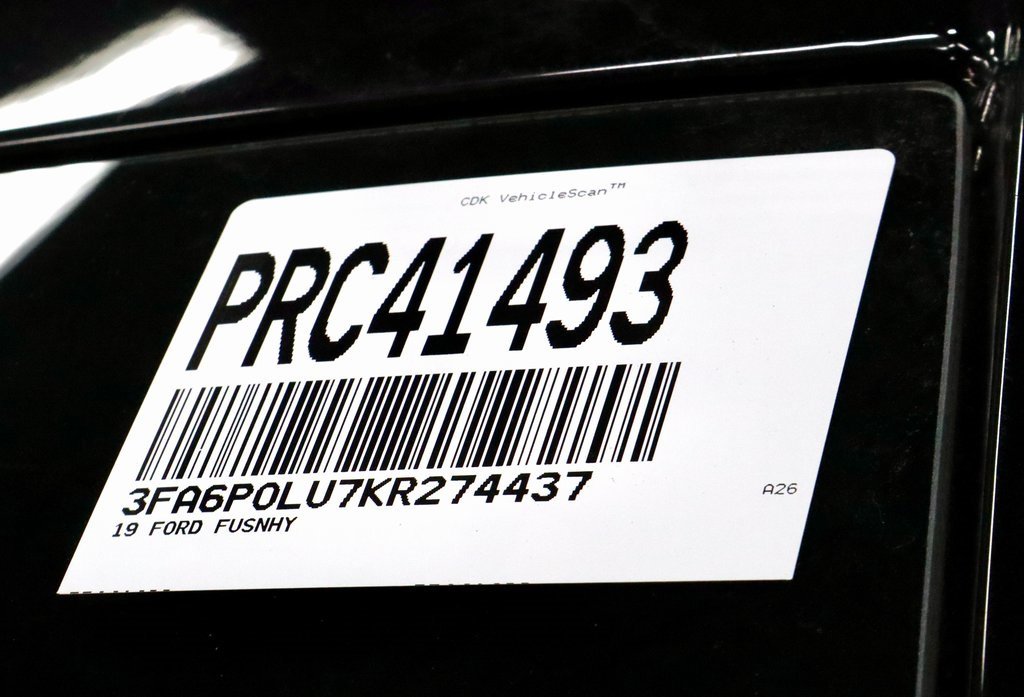 CDK VehicleScan™
PRC41493
3FA6P0LU7KR274437
19 FORD FUSNHY
A26